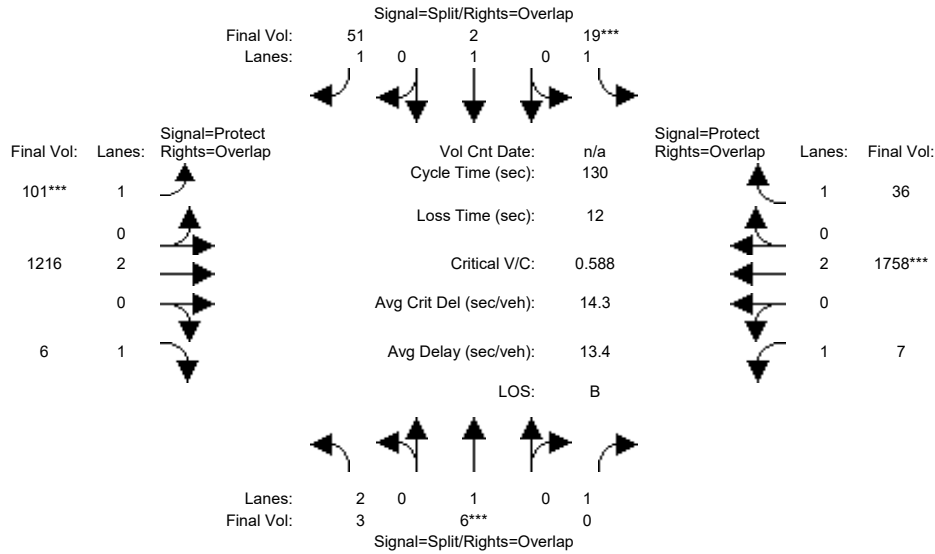 Signal=Split/Rights=Overlap
Final Vol: 51 2 19***
Lanes: 1 0 1 0 1
Signal=Protect
Final Vol: Lanes: Rights=Overlap
Vol Cnt Date: n/a
Signal=Protect
Rights=Overlap Lanes: Final Vol:
Cycle Time (sec): 130
101*** 1
1 36
Loss Time (sec): 12
0
0
1216 2
Critical V/C: 0.588
2 1758***
0
Avg Crit Del (sec/veh): 14.3
0
6 1
Avg Delay (sec/veh): 13.4
1 7
LOS: B
Lanes: 2 0 1 0 1
Final Vol: 3 6*** 0
Signal=Split/Rights=Overlap